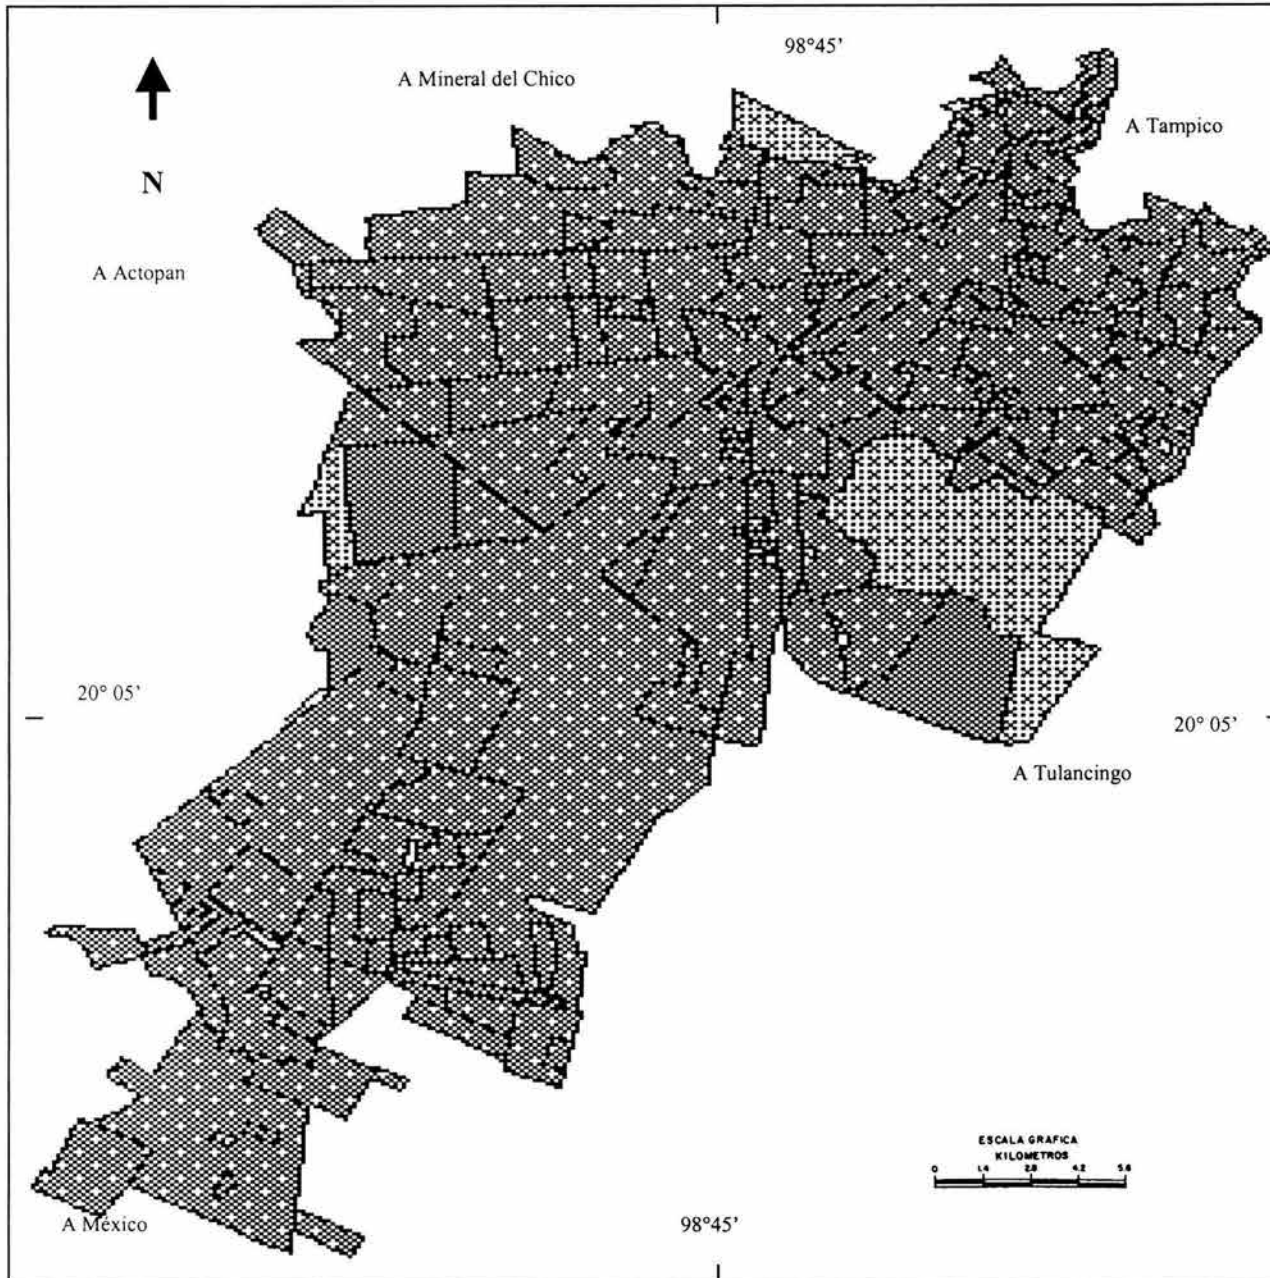 98°45'
A Mineral del Chico
A Tampico
N
A Actopan
20° 05'
20° 05'
A Tulancingo
ESCALA GRAFICA
KILOMETROS
0 1.4 2.8 4.2 5.6
A México
98°45'